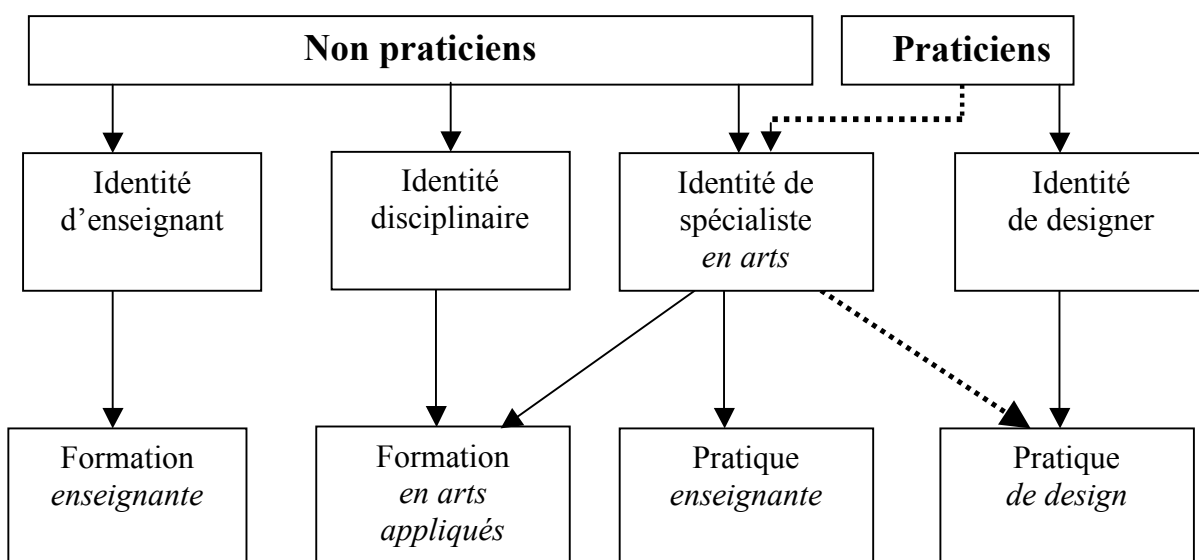 Non praticiens
Praticiens
Identité
d’enseignant
Identité
disciplinaire
Identité de
spécialiste
en arts
Identité
de designer
Formation
enseignante
Formation
en arts
appliqués
Pratique
enseignante
Pratique
de design